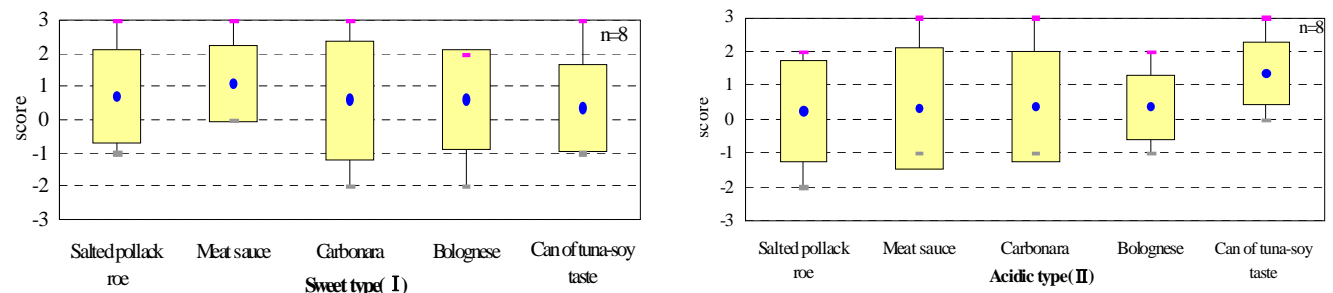 3
2
1
0
-1
-2
-3
score
n=8
Salted pollack roe
Meat sauce
Carbonara
Bolognese
Can of tuna-soy taste
Sweet type( Ⅰ)
3
2
1
0
-1
-2
-3
score
n=8
Salted pollack roe
Meat sauce
Carbonara
Bolognese
Can of tuna-soy taste
Acidic type(Ⅱ)